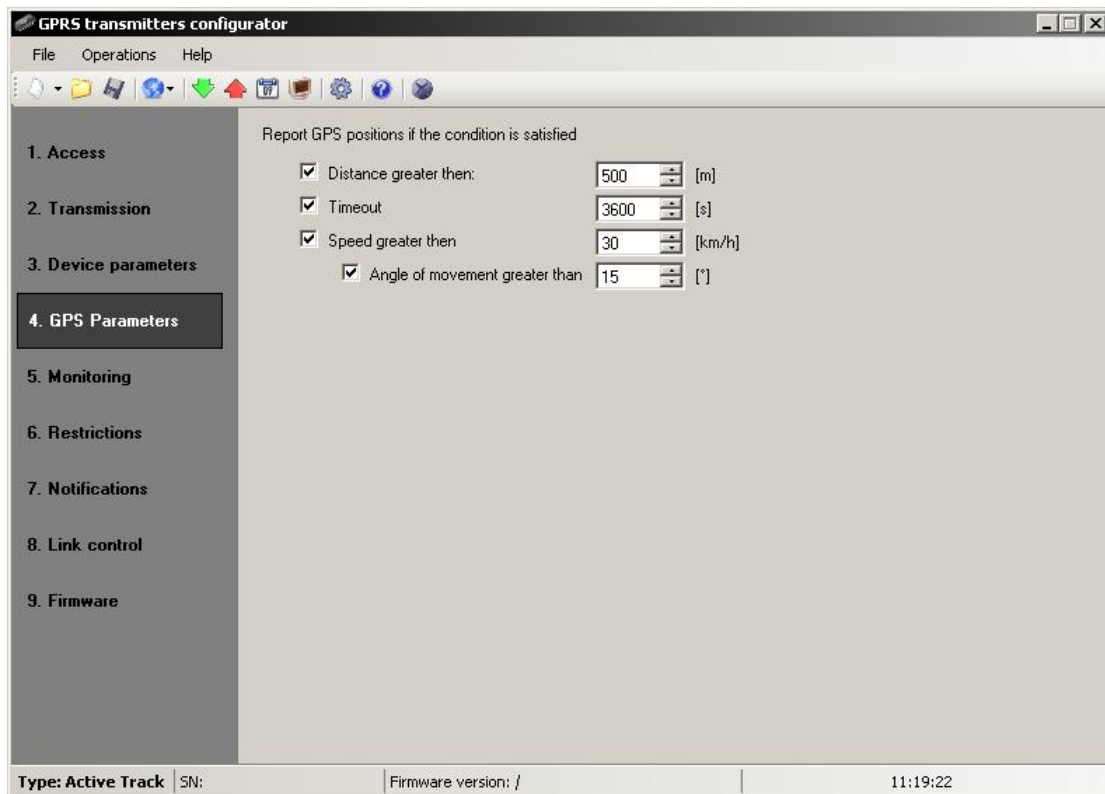 GPRS transmitters configurator
File Operations Help
Report GPS positions if the condition is satisfied
Distance greater then: 500 [m]
Timeout 3600 [s]
Speed greater then 30 [km/h]
Angle of movement greater than 15 [°]
1. Access
2. Transmission
3. Device parameters
4. GPS Parameters
5. Monitoring
6. Restrictions
7. Notifications
8. Link control
9. Firmware
Type: Active Track SN: Firmware version: / 11:19:22